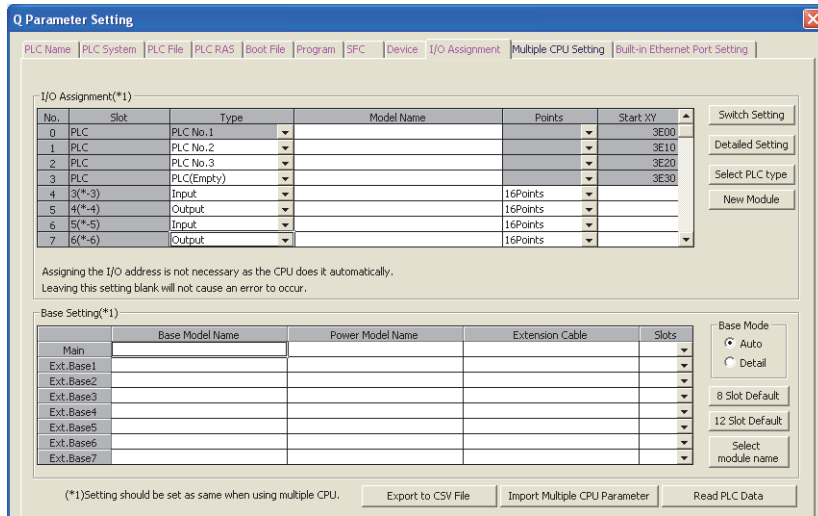 Q Parameter Setting
PLC Name PLC System PLC File PLC RAS Boot File Program SFC Device I/O Assignment Multiple CPU Setting Built-in Ethernet Port Setting
I/O Assignment(*1)
No. Slot Type Model Name Points Start XY
0 PLC PLC No.1 3E00
1 PLC PLC No.2 3E10
2 PLC PLC No.3 3E20
3 PLC PLC(Empty) 3E30
4 3(*-3) Input 16Points
5 4(*-4) Output 16Points
6 5(*-5) Input 16Points
7 6(*-6) Output 16Points
Switch Setting
Detailed Setting
Select PLC type
New Module
Assigning the I/O address is not necessary as the CPU does it automatically.
Leaving this setting blank will not cause an error to occur.
Base Setting(*1)
Base Model Name Power Model Name Extension Cable Slots
Main
Ext.Base1
Ext.Base2
Ext.Base3
Ext.Base4
Ext.Base5
Ext.Base6
Ext.Base7
Base Mode
Auto
Detail
8 Slot Default
12 Slot Default
Select
module name
(*1)Setting should be set as same when using multiple CPU.
Export to CSV File
Import Multiple CPU Parameter
Read PLC Data